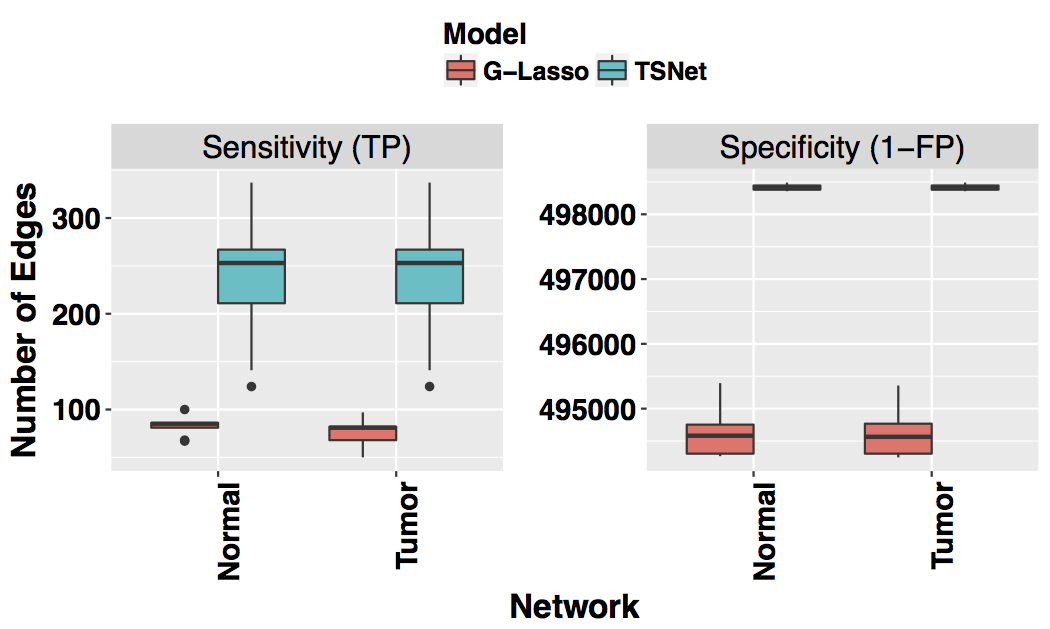 Model
G−Lasso TSNet
Sensitivity (TP)
Specificity (1−FP)
Number of Edges
300
200
100
498000
497000
496000
495000
Normal
Tumor
Normal
Tumor
Network